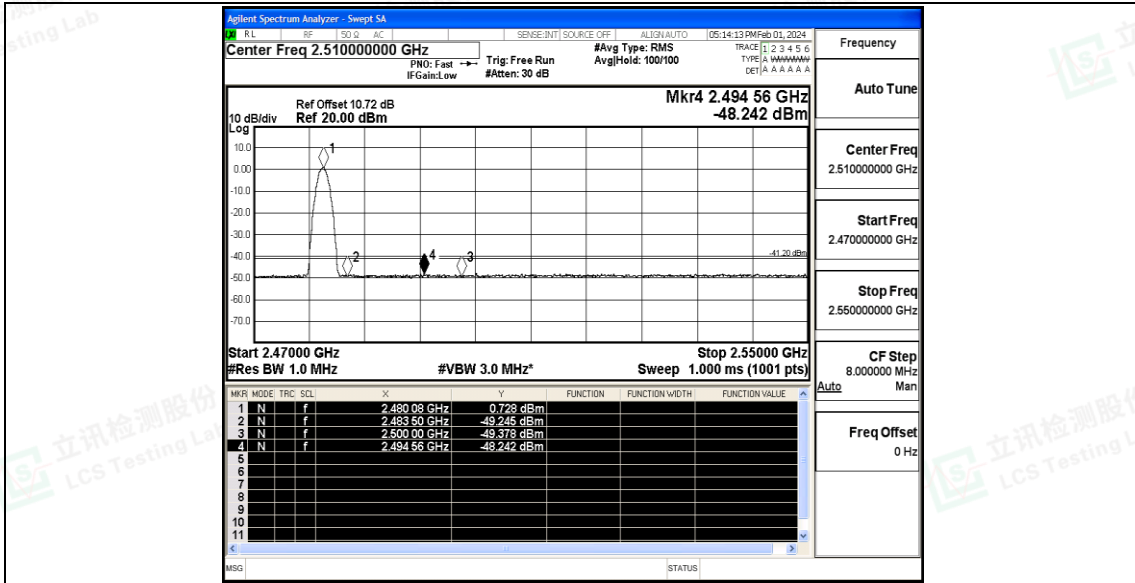 Agilent Spectrum Analyzer - Swept SA
LXI RL RF 50 Ω AC SENSE:INT SOURCE OFF ALIGN AUTO 05:14:13 PM Feb 01, 2024
Center Freq 2.510000000 GHz
PNO: Fast
IFGain:Low
Trig: Free Run
#Atten: 30 dB
#Avg Type: RMS
Avg|Hold: 100/100
TRACE 1 2 3 4 5 6
TYPE A WWWWW
DET A A A A A A
Mkr4 2.494 56 GHz
-48.242 dBm
Ref Offset 10.72 dB
10 dB/div Ref 20.00 dBm
Log
10.0
0.00
-10.0
-20.0
-30.0
-40.0
-50.0
-60.0
-70.0
1
2
4
3
-41.20 dBm
Start 2.47000 GHz Stop 2.55000 GHz
#Res BW 1.0 MHz #VBW 3.0 MHz* Sweep 1.000 ms (1001 pts)
MKR MODE TRC SCL X Y FUNCTION FUNCTION WIDTH FUNCTION VALUE
1 N f 2.480 08 GHz 0.728 dBm
2 N f 2.483 50 GHz -49.245 dBm
3 N f 2.500 00 GHz -49.378 dBm
4 N f 2.494 56 GHz -48.242 dBm
5
6
7
8
9
10
11
MSG STATUS
Frequency
Auto Tune
Center Freq
2.510000000 GHz
Start Freq
2.470000000 GHz
Stop Freq
2.550000000 GHz
CF Step
8.000000 MHz
Auto Man
Freq Offset
0 Hz
立讯检测股份
LCS Testing Lab
立讯检测股份
LCS Testing L
sting Lab